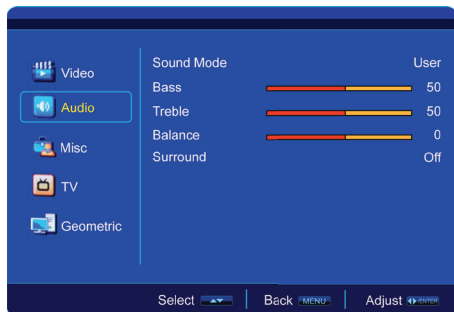 Video
Audio
Misc
TV
Geometric
Sound Mode User
Bass 50
Treble 50
Balance 0
Surround Off
Select Back MENU Adjust /ENTER